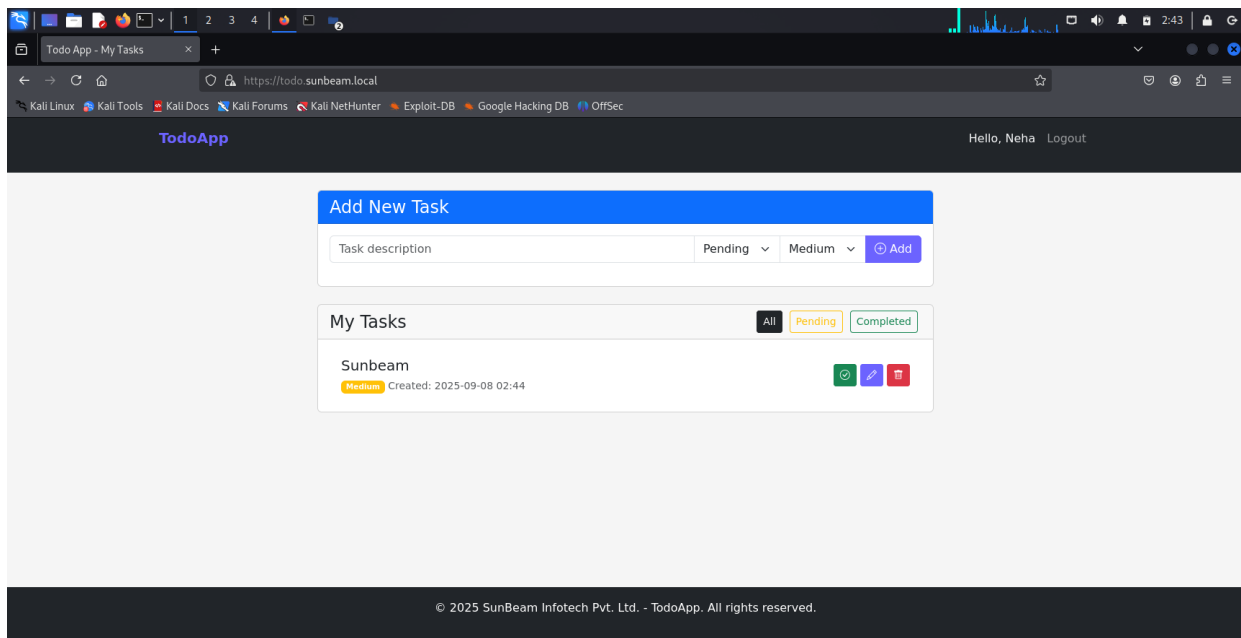 1 2 3 4 2:43
Todo App - My Tasks
https://todo.sunbeam.local
Kali Linux Kali Tools Kali Docs Kali Forums Kali NetHunter Exploit-DB Google Hacking DB OffSec
TodoApp Hello, Neha Logout
Add New Task
Task description Pending Medium Add
My Tasks All Pending Completed
Sunbeam
Medium Created: 2025-09-08 02:44
© 2025 SunBeam Infotech Pvt. Ltd. - TodoApp. All rights reserved.